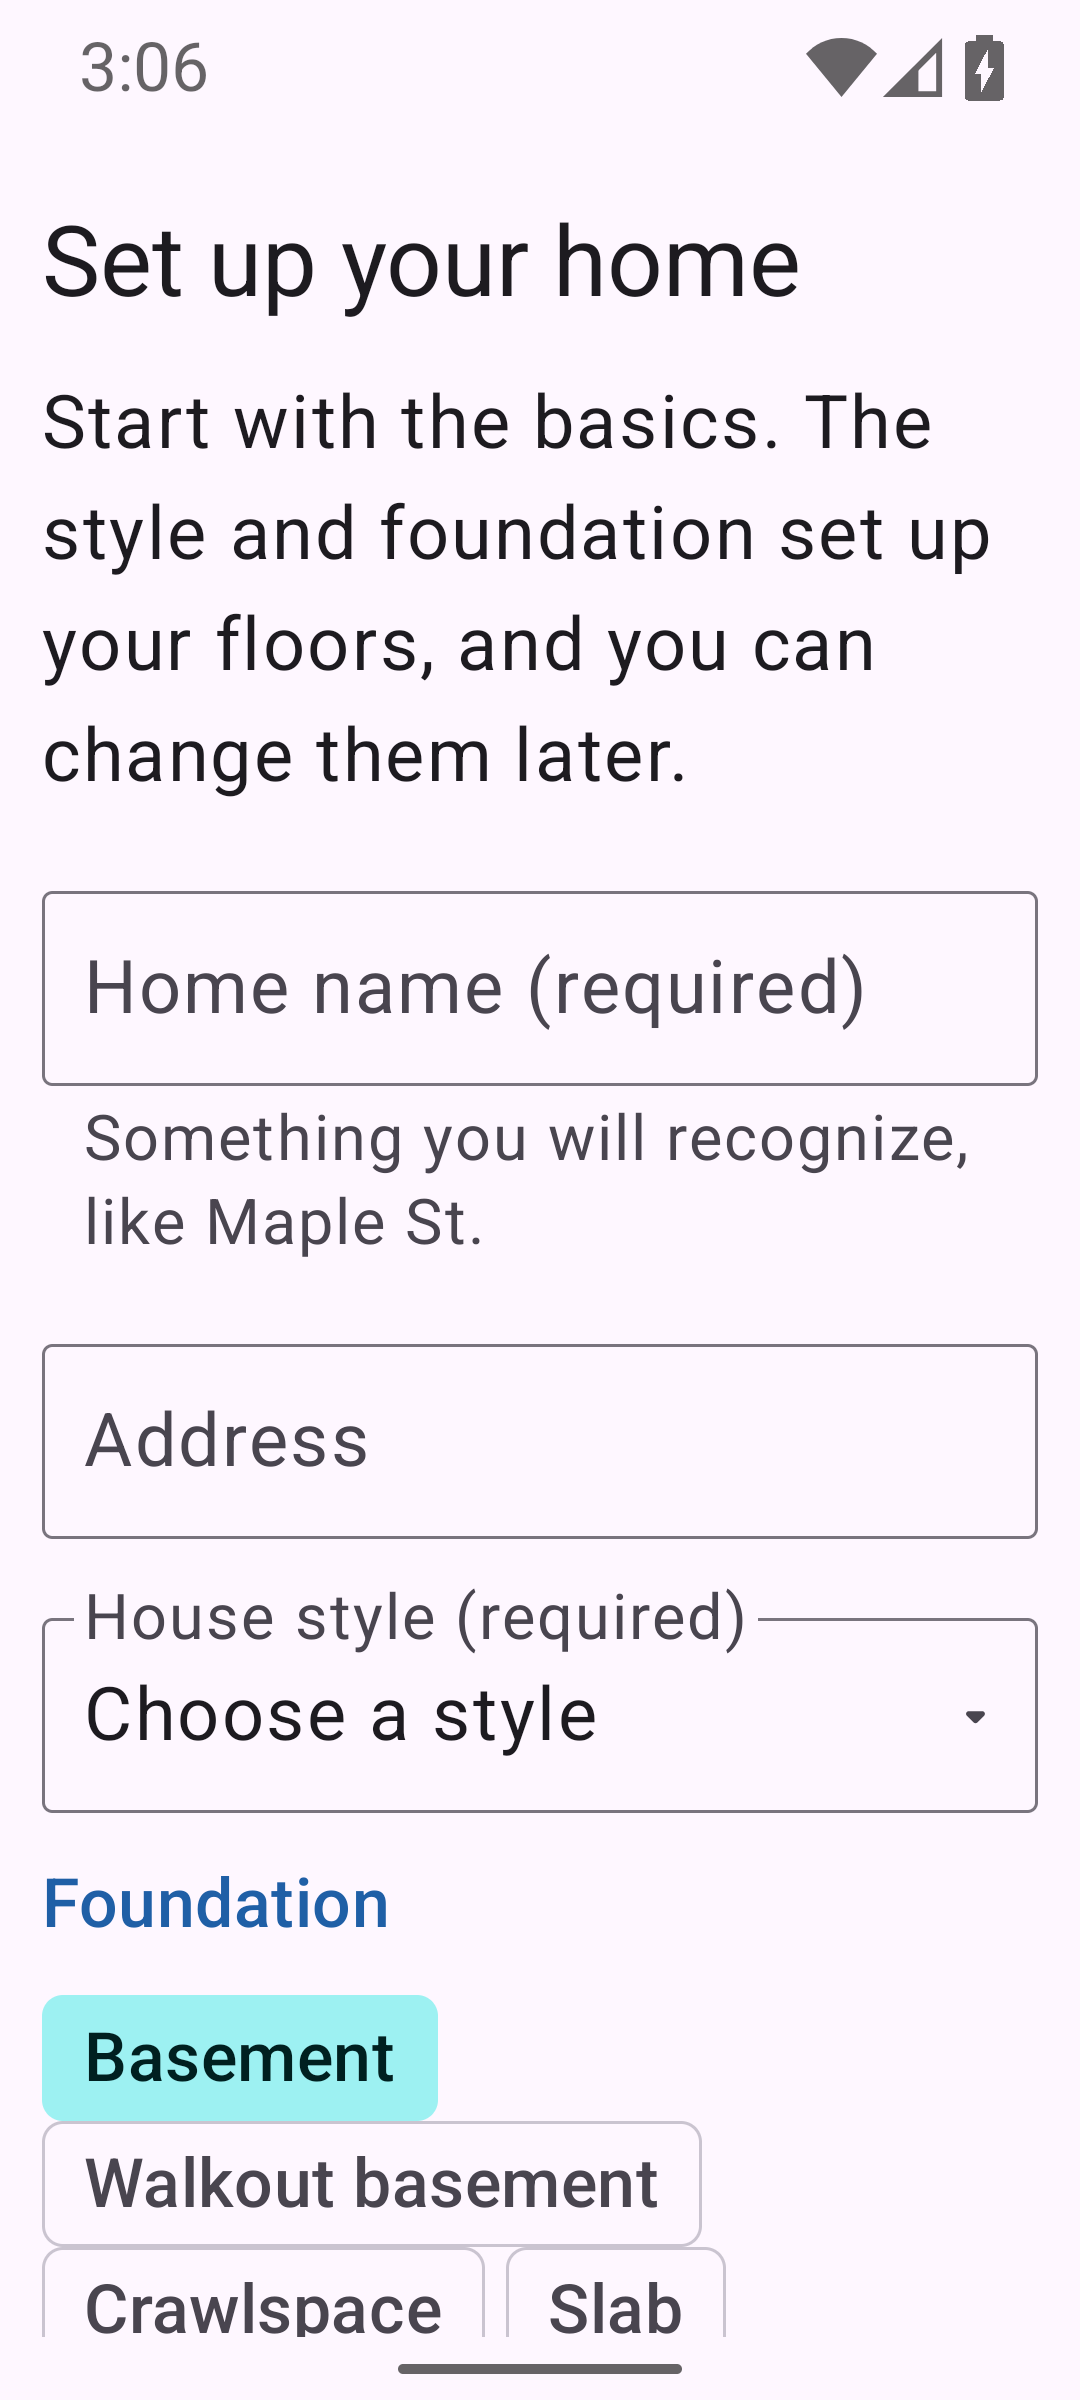 3:06
Set up your home
Start with the basics. The
style and foundation set up
your floors, and you can
change them later.
Home name (required)
Something you will recognize,
like Maple St.
Address
House style (required)
Choose a style
Foundation
Basement
Walkout basement
Crawlspace Slab